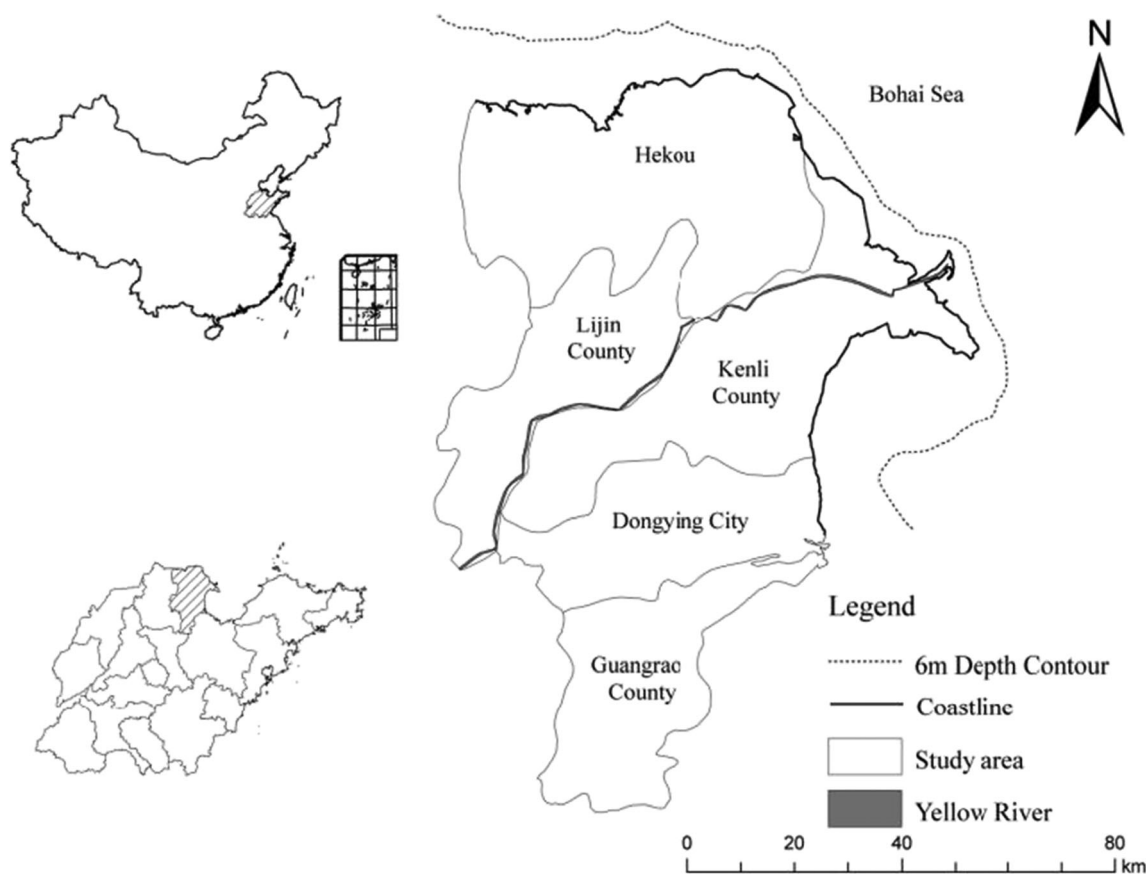 N
Bohai Sea
Hekou
Lijin
County
Kenli
County
Dongying City
Guangrao
County
Legend
6m Depth Contour
Coastline
Study area
Yellow River
0 20 40 60 80
km